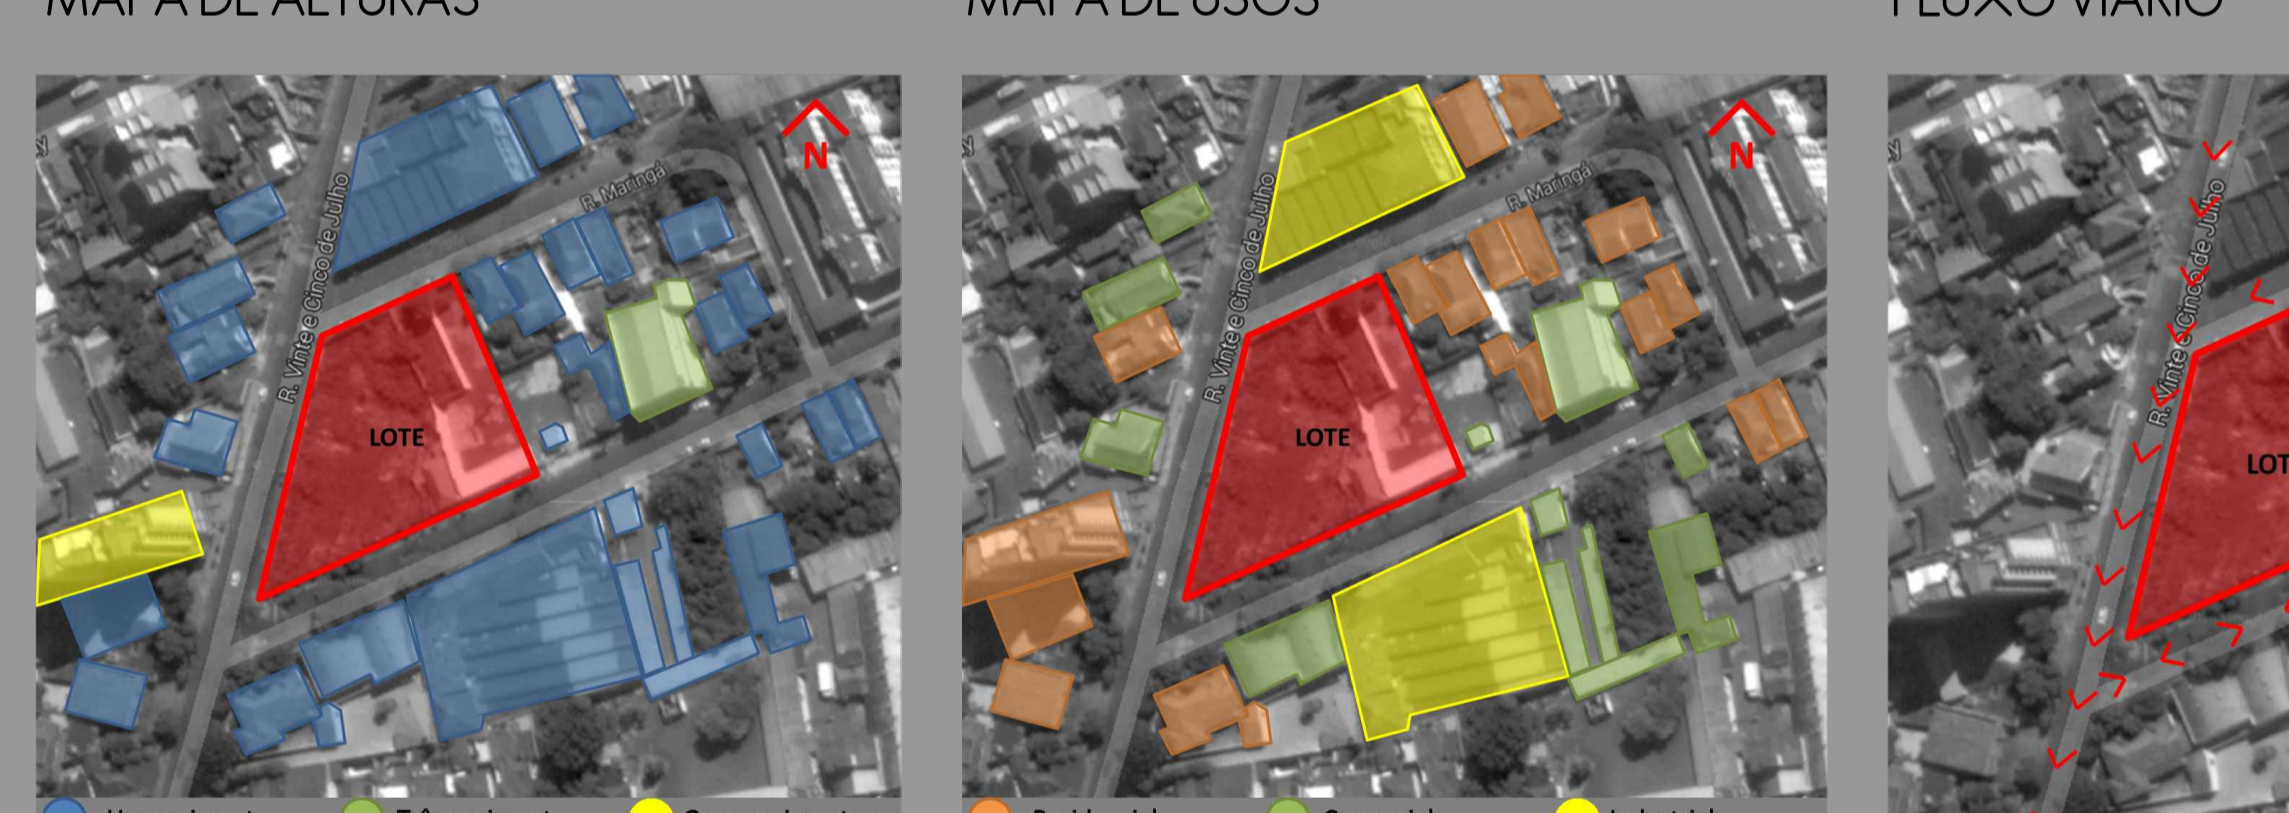 MAPA DE ALTURAS
MAPA DE USOS
FLUXO VIÁRIO
N
R. Maringá
R. Vinte e Cinco de Julho
LOTE
N
R. Maringá
R. Vinte e Cinco de Julho
LOTE
R. Vinte e Cinco de Julho
LOT